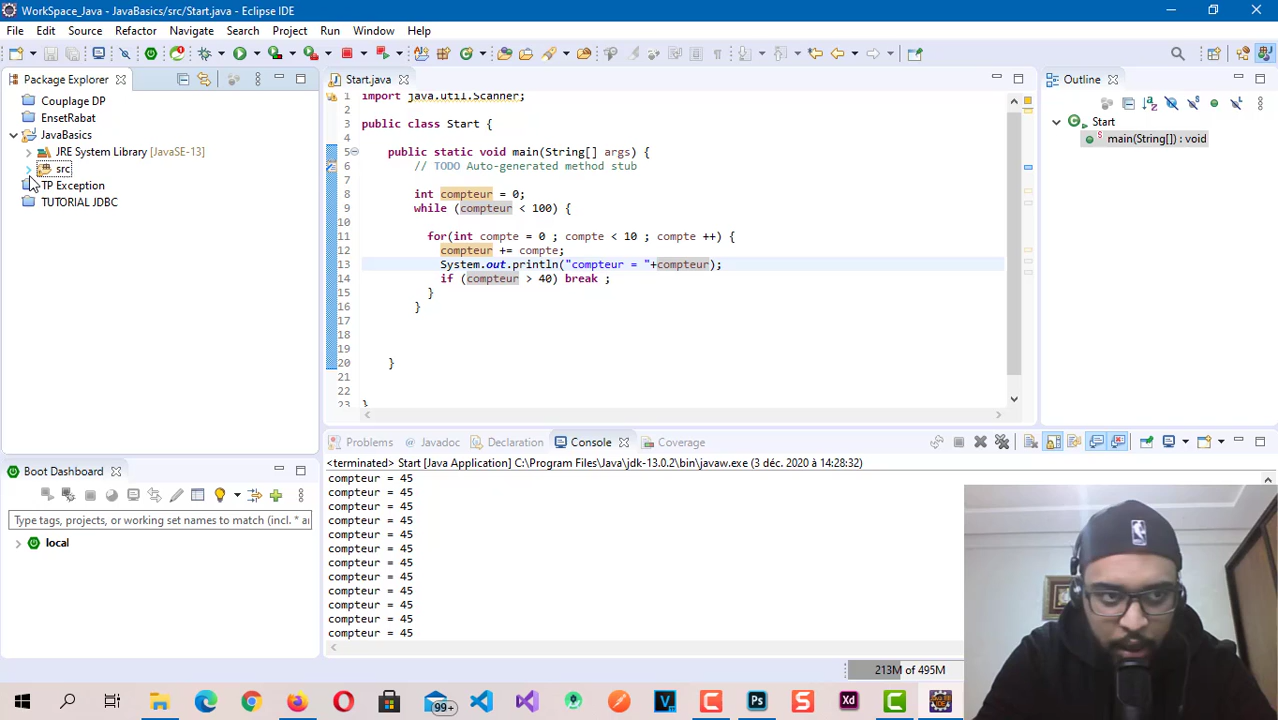 WorkSpace_Java - JavaBasics/src/Start.java - Eclipse IDE
File Edit Source Refactor Navigate Search Project Run Window Help
Package Explorer
Couplage DP
EnsetRabat
JavaBasics
JRE System Library [JavaSE-13]
src
TP Exception
TUTORIAL JDBC
Start.java
1 import java.util.Scanner;
2
3 public class Start {
4
5 public static void main(String[] args) {
6 // TODO Auto-generated method stub
7
8 int compteur = 0;
9 while (compteur < 100) {
10
11 for(int compte = 0 ; compte < 10 ; compte ++) {
12 compteur += compte;
13 System.out.println("compteur = "+compteur);
14 if (compteur > 40) break ;
15 }
16 }
17
18
19
20 }
21
22
23 }
Outline
Start
main(String[]) : void
Problems Javadoc Declaration Console Coverage
<terminated> Start [Java Application] C:\Program Files\Java\jdk-13.0.2\bin\javaw.exe (3 déc. 2020 à 14:28:32)
compteur = 45
compteur = 45
compteur = 45
compteur = 45
compteur = 45
compteur = 45
compteur = 45
compteur = 45
compteur = 45
compteur = 45
compteur = 45
compteur = 45
Boot Dashboard
Type tags, projects, or working set names to match (incl. * ai
local
213M of 495M
99+
Ps
Xd